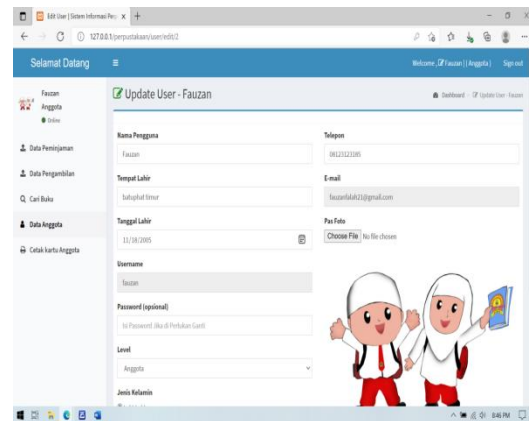 Edit User | Sistem Informasi Perp
127.0.0.1/perpustakaan/user/edit/2
Selamat Datang
Welcome, Fauzan | ( Anggota )
Sign out
Fauzan
Anggota
Online
Data Peminjaman
Data Pengambilan
Cari Buku
Data Anggota
Cetak kartu Anggota
Update User - Fauzan
Dashboard
Update User - Fauzan
Nama Pengguna
Fauzan
Tempat Lahir
batuphat timur
Tanggal Lahir
11/18/2005
Username
fauzan
Password (opsional)
Isi Password Jika di Perlukan Ganti
Level
Anggota
Jenis Kelamin
Telepon
E-mail
fauzanfalah21@gmail.com
Pas Foto
Choose File No file chosen
8:46 PM